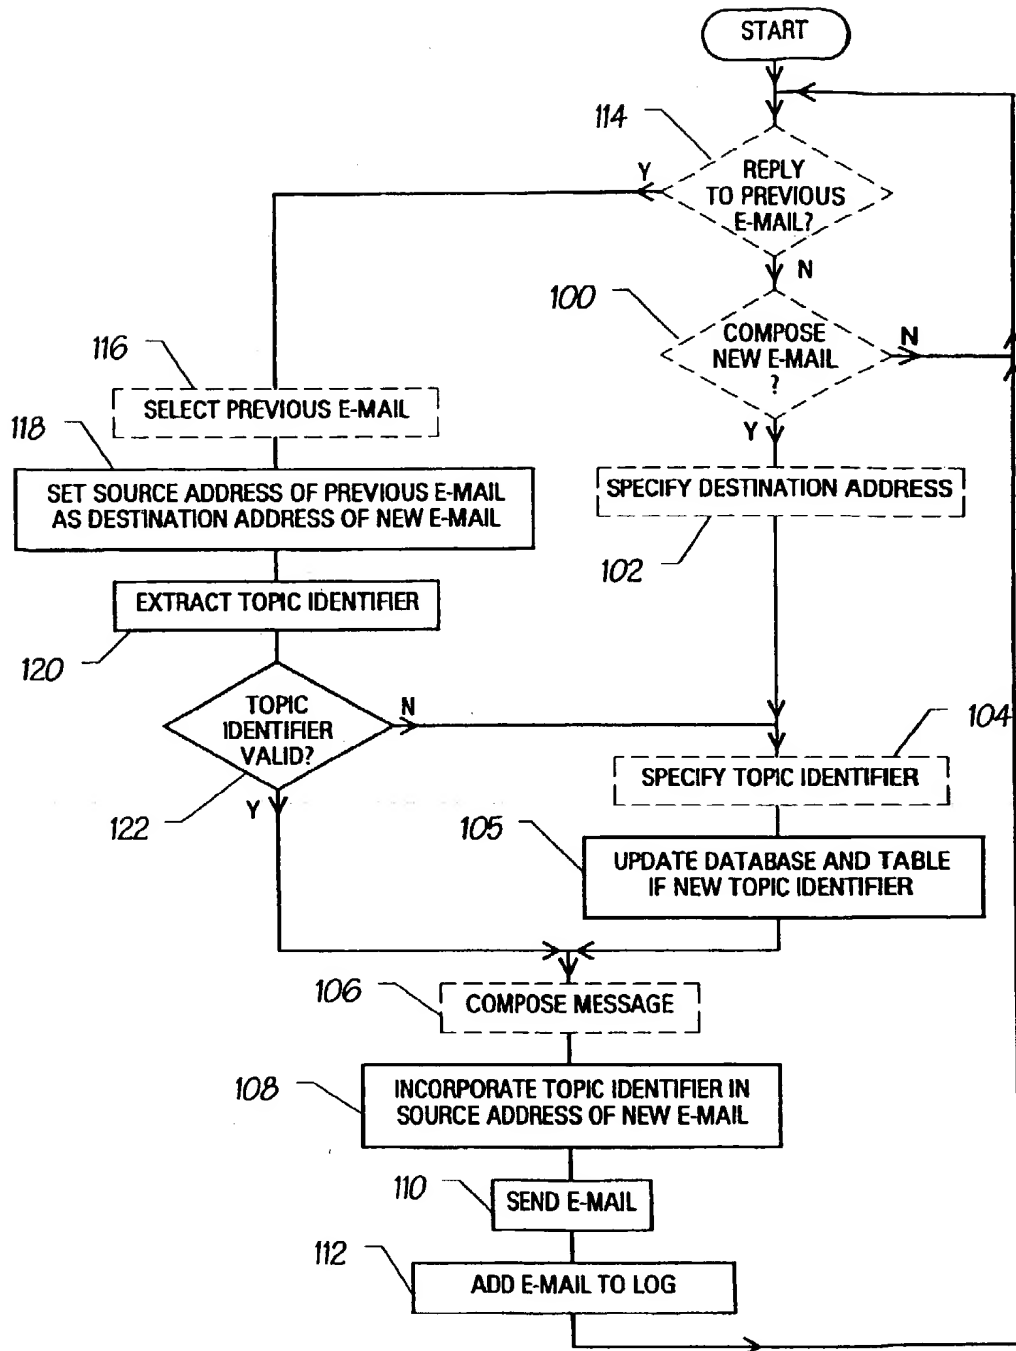 START
114
REPLY
TO PREVIOUS
E-MAIL?
Y
N
100
COMPOSE
NEW E-MAIL
?
N
Y
116
SELECT PREVIOUS E-MAIL
118
SET SOURCE ADDRESS OF PREVIOUS E-MAIL
AS DESTINATION ADDRESS OF NEW E-MAIL
SPECIFY DESTINATION ADDRESS
102
EXTRACT TOPIC IDENTIFIER
120
TOPIC
IDENTIFIER
VALID?
N
Y
122
104
SPECIFY TOPIC IDENTIFIER
105
UPDATE DATABASE AND TABLE
IF NEW TOPIC IDENTIFIER
106
COMPOSE MESSAGE
108
INCORPORATE TOPIC IDENTIFIER IN
SOURCE ADDRESS OF NEW E-MAIL
110
SEND E-MAIL
112
ADD E-MAIL TO LOG